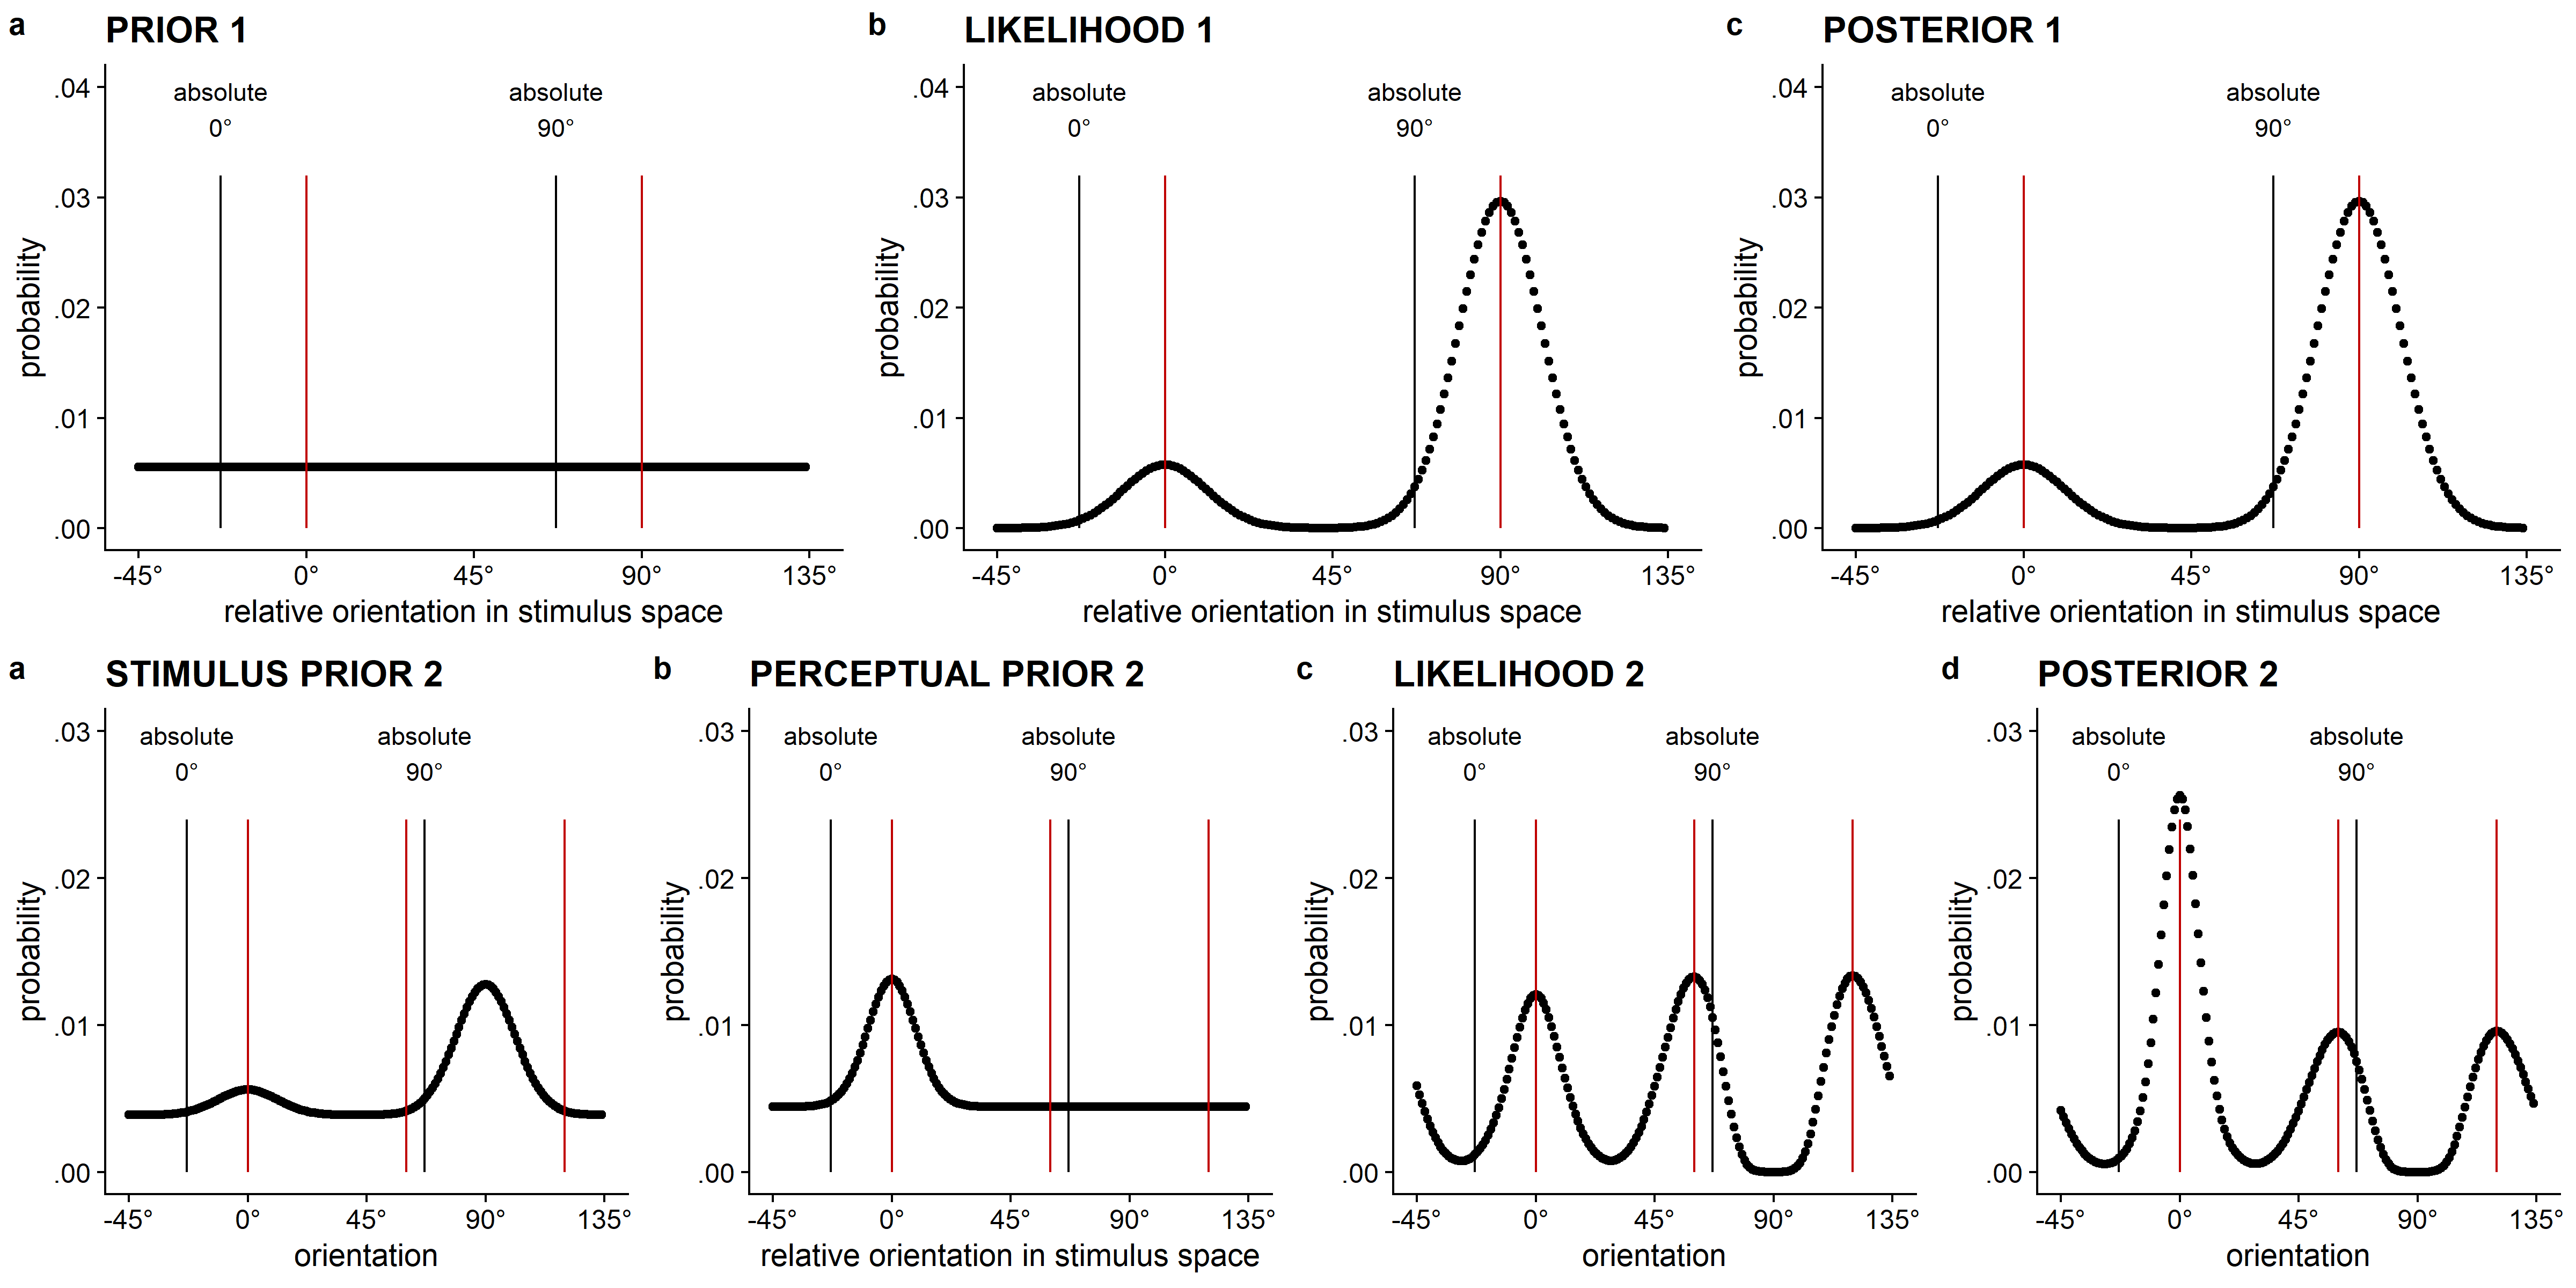 a PRIOR 1
absolute
0°
absolute
90°
.04
.03
.02
.01
.00
probability
-45° 0° 45° 90° 135°
relative orientation in stimulus space
b LIKELIHOOD 1
absolute
0°
absolute
90°
.04
.03
.02
.01
.00
probability
-45° 0° 45° 90° 135°
relative orientation in stimulus space
c POSTERIOR 1
absolute
0°
absolute
90°
.04
.03
.02
.01
.00
probability
-45° 0° 45° 90° 135°
relative orientation in stimulus space
a STIMULUS PRIOR 2
absolute
0°
absolute
90°
.03
.02
.01
.00
probability
-45° 0° 45° 90° 135°
orientation
b PERCEPTUAL PRIOR 2
absolute
0°
absolute
90°
.03
.02
.01
.00
probability
-45° 0° 45° 90° 135°
relative orientation in stimulus space
c LIKELIHOOD 2
absolute
0°
absolute
90°
.03
.02
.01
.00
probability
-45° 0° 45° 90° 135°
orientation
d POSTERIOR 2
absolute
0°
absolute
90°
.03
.02
.01
.00
probability
-45° 0° 45° 90° 135°
orientation